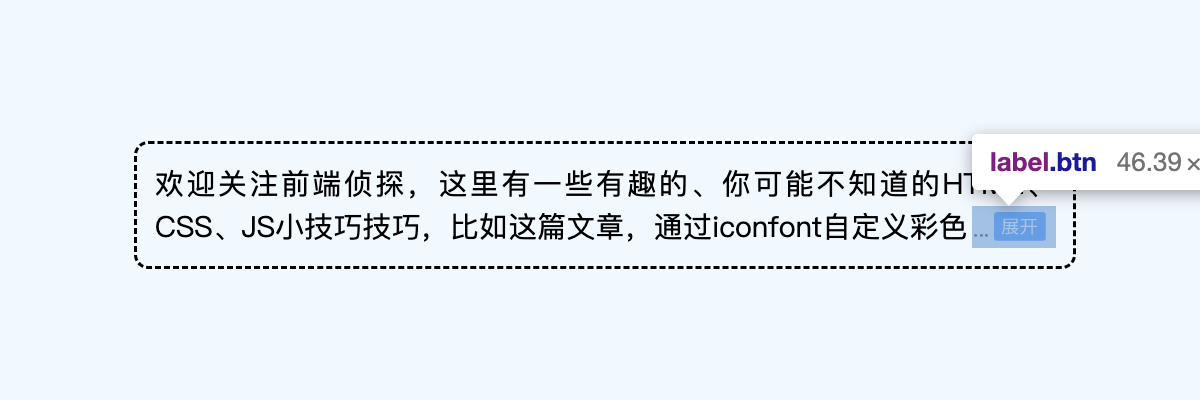 label.btn 46.39×
欢迎关注前端侦探，这里有一些有趣的、你可能不知道的HT
CSS、JS小技巧技巧，比如这篇文章，通过iconfont自定义彩色 ... 展开